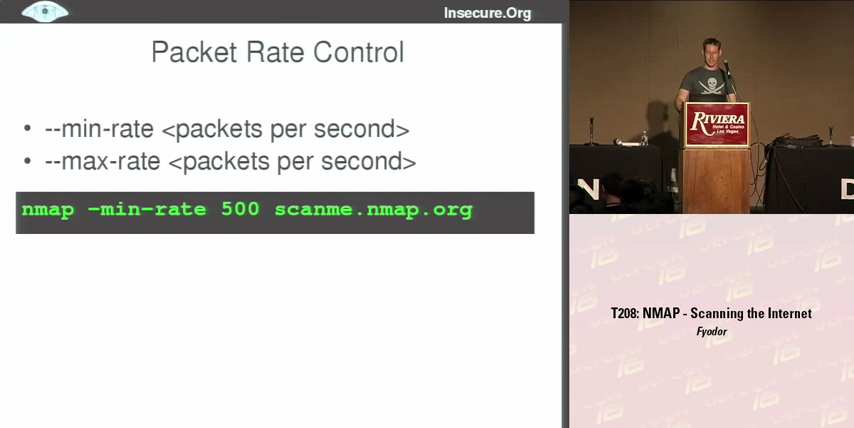 Insecure.Org
Packet Rate Control
• --min-rate <packets per second>
• --max-rate <packets per second>
nmap –min-rate 500 scanme.nmap.org
RIVIERA
Hotel & Casino
Las Vegas
N
D
T208: NMAP - Scanning the Internet
Fyodor